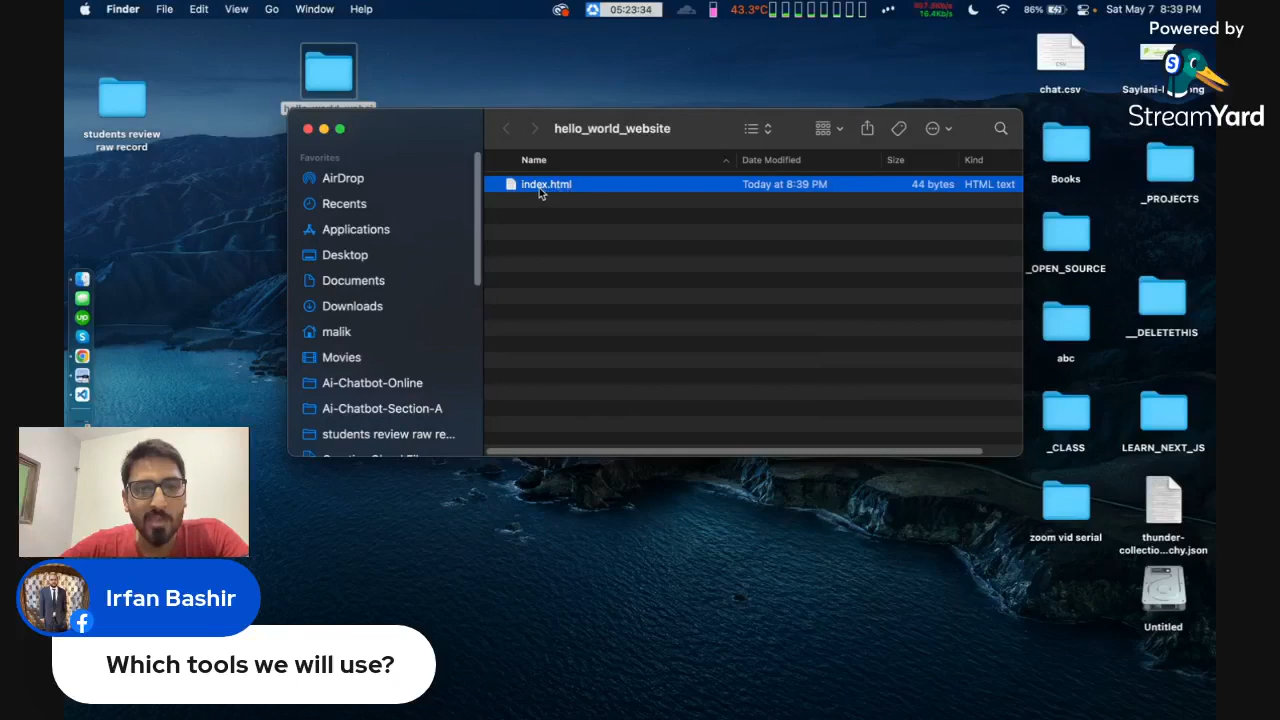 Finder File Edit View Go Window Help
05:23:34
43.3°C
16.4Kb/s
86%
Sat May 7 8:39 PM
Powered by
StreamYard
students review
raw record
hello_world_website
Favorites
AirDrop
Recents
Applications
Desktop
Documents
Downloads
malik
Movies
Ai-Chatbot-Online
Ai-Chatbot-Section-A
students review raw re...
Name Date Modified Size Kind
index.html Today at 8:39 PM 44 bytes HTML text
CSV
chat.csv
Books
_PROJECTS
_OPEN_SOURCE
__DELETETHIS
abc
_CLASS
LEARN_NEXT_JS
zoom vid serial
thunder-
collectio...chy.json
Untitled
Irfan Bashir
Which tools we will use?